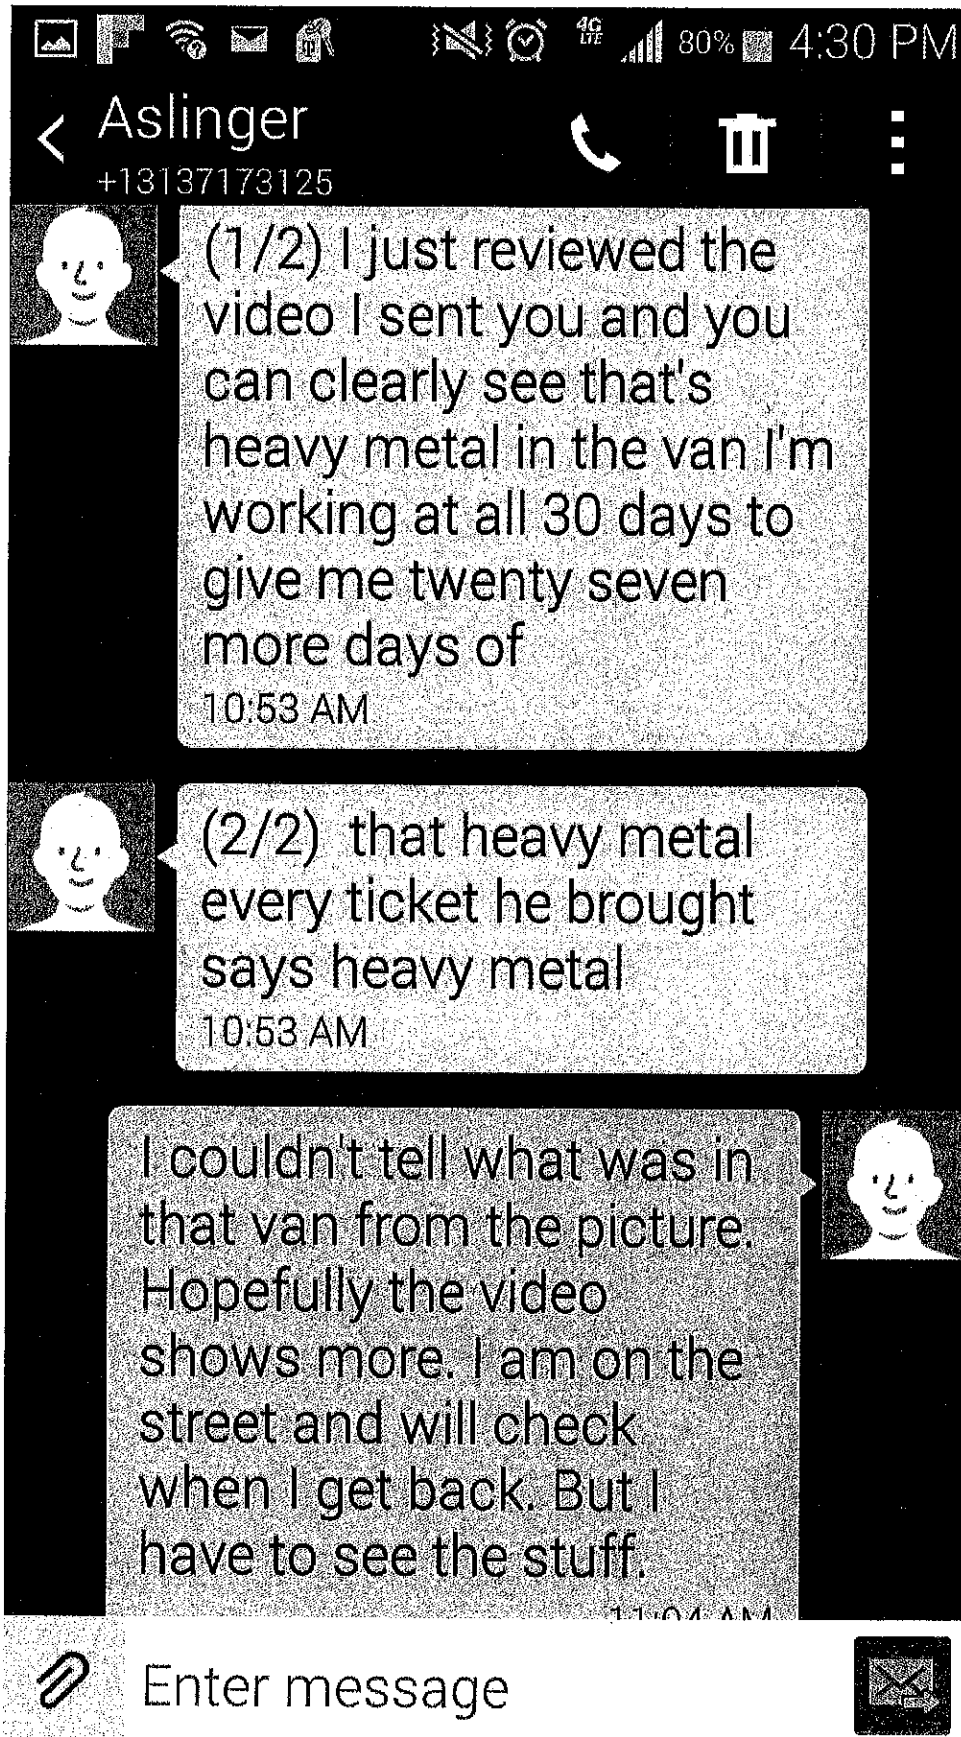 4G
LTE
80% 4:30 PM
Aslinger
+13137173125
(1/2) I just reviewed the
video I sent you and you
can clearly see that's
heavy metal in the van I'm
working at all 30 days to
give me twenty seven
more days of
10:53 AM
(2/2) that heavy metal
every ticket he brought
says heavy metal
10:53 AM
I couldn't tell what was in
that van from the picture.
Hopefully the video
shows more. I am on the
street and will check
when I get back. But I
have to see the stuff.
11:04 AM
Enter message